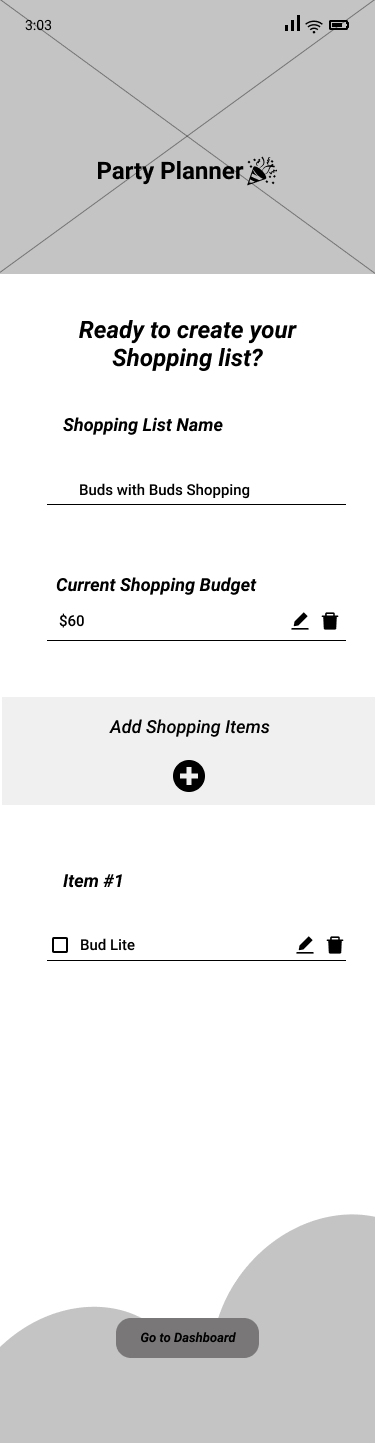 3:03
Party Planner
Ready to create your
Shopping list?
Shopping List Name
Buds with Buds Shopping
Current Shopping Budget
$60
Add Shopping Items
Item #1
Bud Lite
Go to Dashboard